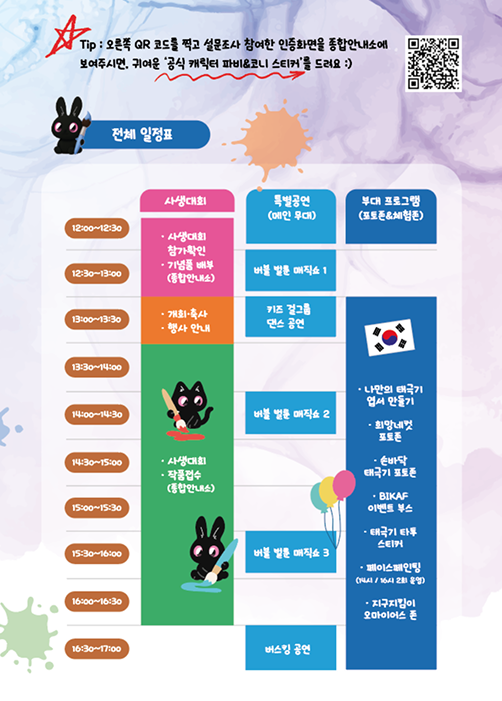 Tip : 오른쪽 QR 코드를 찍고 설문조사 참여한 인증화면을 종합안내소에
보여주시면, 귀여운 '공식 캐릭터 파비&코니 스티커'를 드려요 :)
전체 일정표
사생대회
특별공연
(메인 무대)
부대 프로그램
(포토존&체험존)
12:00~12:30
· 사생대회
참가확인
· 기념품 배부
(종합안내소)
12:30~13:00
버블 벌룬 매직쇼 1
13:00~13:30
· 개회·축사
· 행사 안내
키즈 걸그룹
댄스 공연
13:30~14:00
14:00~14:30
버블 벌룬 매직쇼 2
14:30~15:00
· 사생대회
· 작품접수
(종합안내소)
15:00~15:30
15:30~16:00
버블 벌룬 매직쇼 3
16:00~16:30
16:30~17:00
버스킹 공연
· 나만의 태극기
엽서 만들기
· 희망네컷
포토존
· 손바닥
태극기 포토존
· BIKAF
이벤트 부스
· 태극기 타투
스티커
· 페이스페인팅
(14시 / 16시 2회 운영)
· 지구지킴이
오마이어스 존